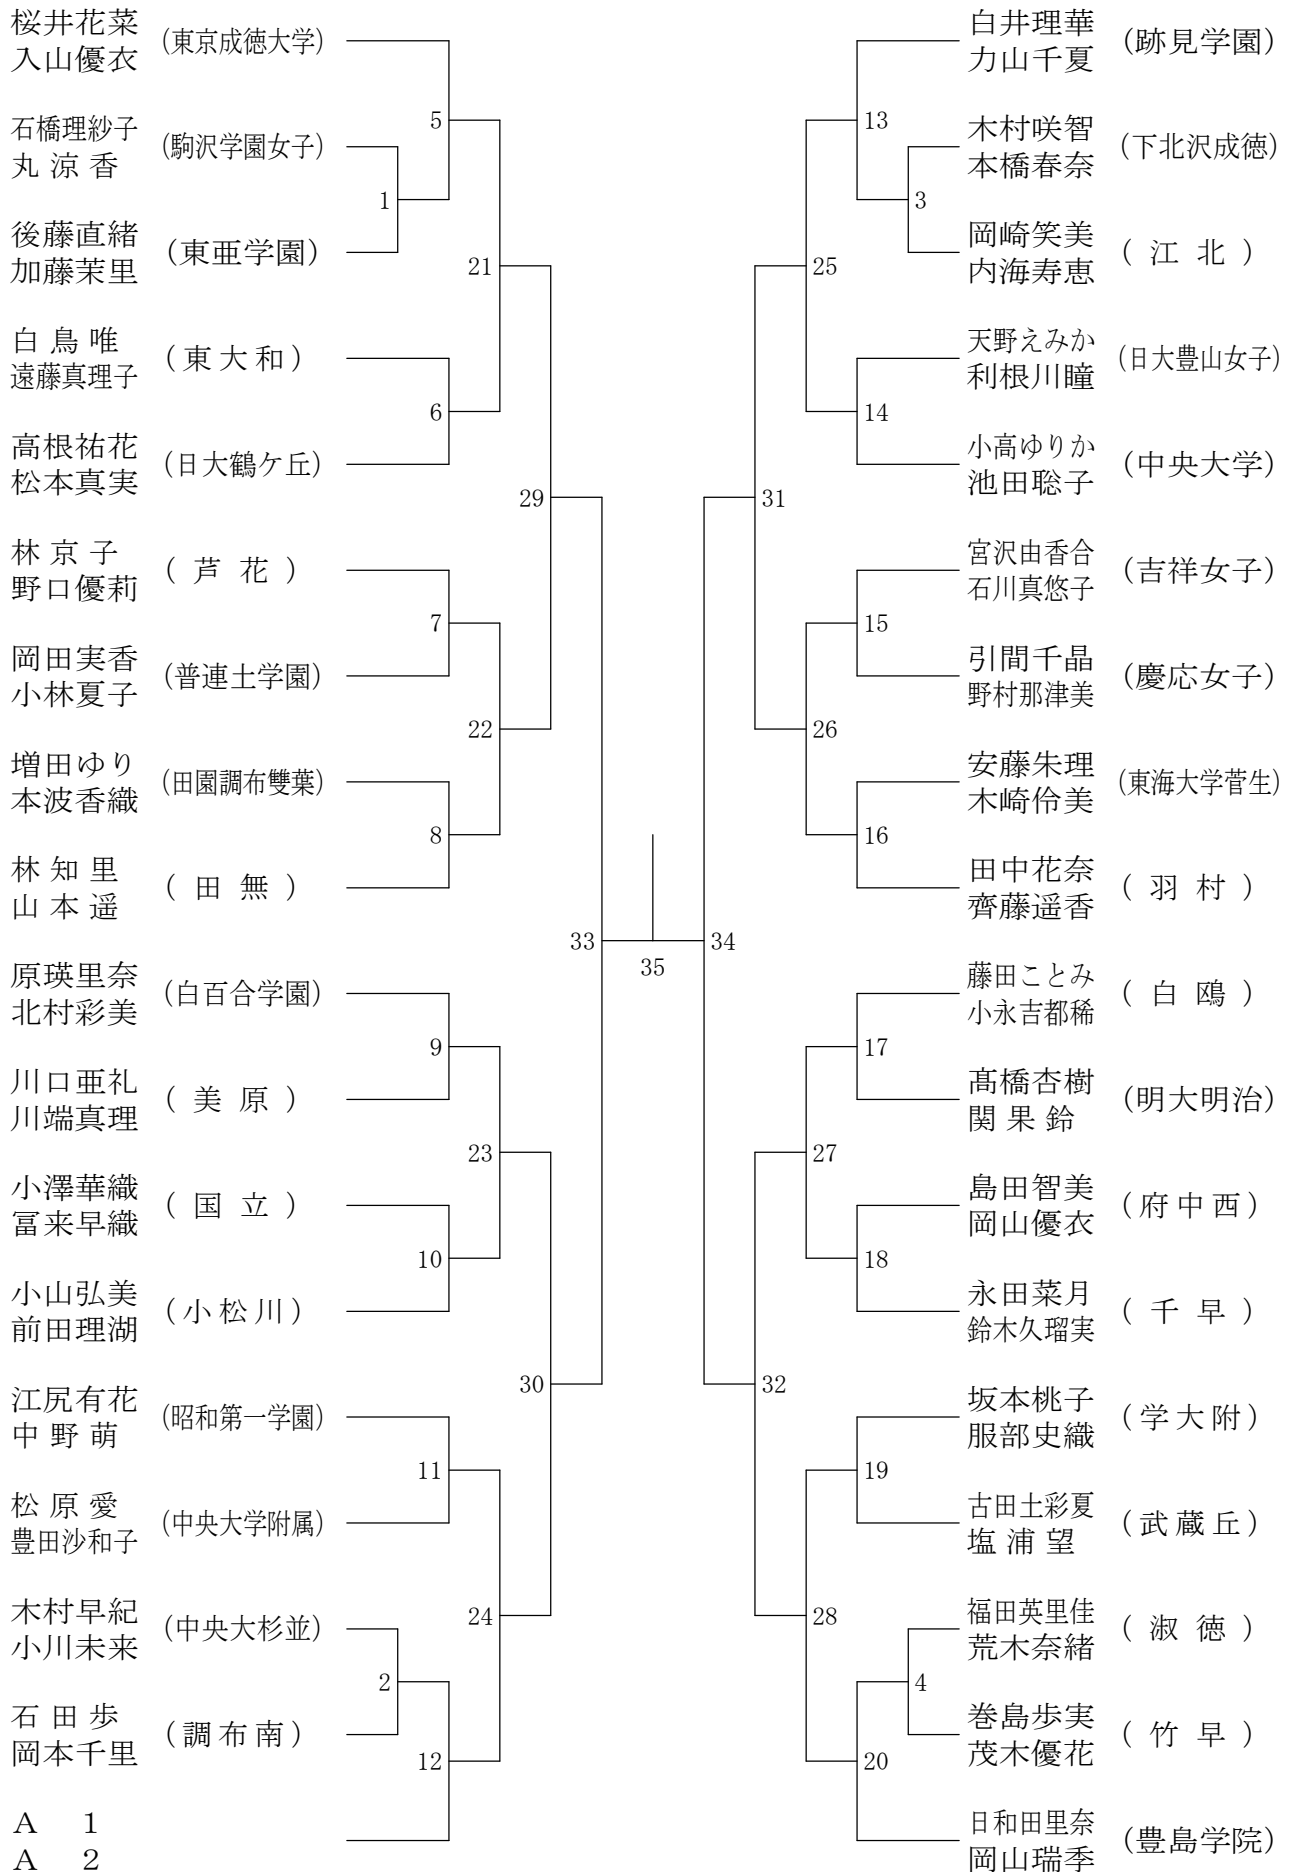 桜井花菜
入山優衣
(東京成徳大学)
石橋理紗子
丸 涼 香
(駒沢学園女子)
後藤直緒
加藤茉里
(東亜学園)
白 鳥 唯
遠藤真理子
(東大和)
高根祐花
松本真実
(日大鶴ケ丘)
林 京 子
野口優莉
(芦花)
岡田実香
小林夏子
(普連土学園)
増田ゆり
本波香織
(田園調布雙葉)
林 知 里
山 本 遥
(田無)
原瑛里奈
北村彩美
(白百合学園)
川口亜礼
川端真理
(美原)
小澤華織
冨来早織
(国立)
小山弘美
前田理湖
(小松川)
江尻有花
中 野 萌
(昭和第一学園)
松 原 愛
豊田沙和子
(中央大学附属)
木村早紀
小川未来
(中央大杉並)
石 田 歩
岡本千里
(調布南)
A 1
A 2
5
1
21
6
29
7
22
8
33
9
23
10
30
11
24
2
12
35
34
13
3
25
14
31
15
26
16
17
27
18
32
19
28
4
20
白井理華
力山千夏
(跡見学園)
木村咲智
本橋春奈
(下北沢成徳)
岡崎笑美
内海寿恵
(江北)
天野えみか
利根川瞳
(日大豊山女子)
小高ゆりか
池田聡子
(中央大学)
宮沢由香合
石川真悠子
(吉祥女子)
引間千晶
野村那津美
(慶応女子)
安藤朱理
木崎伶美
(東海大学菅生)
田中花奈
齊藤遥香
(羽村)
藤田ことみ
小永吉都稀
(白鴎)
髙橋杏樹
関 果 鈴
(明大明治)
島田智美
岡山優衣
(府中西)
永田菜月
鈴木久瑠実
(千早)
坂本桃子
服部史織
(学大附)
古田土彩夏
塩 浦 望
(武蔵丘)
福田英里佳
荒木奈緒
(淑徳)
巻島歩実
茂木優花
(竹早)
日和田里奈
岡山瑞季
(豊島学院)